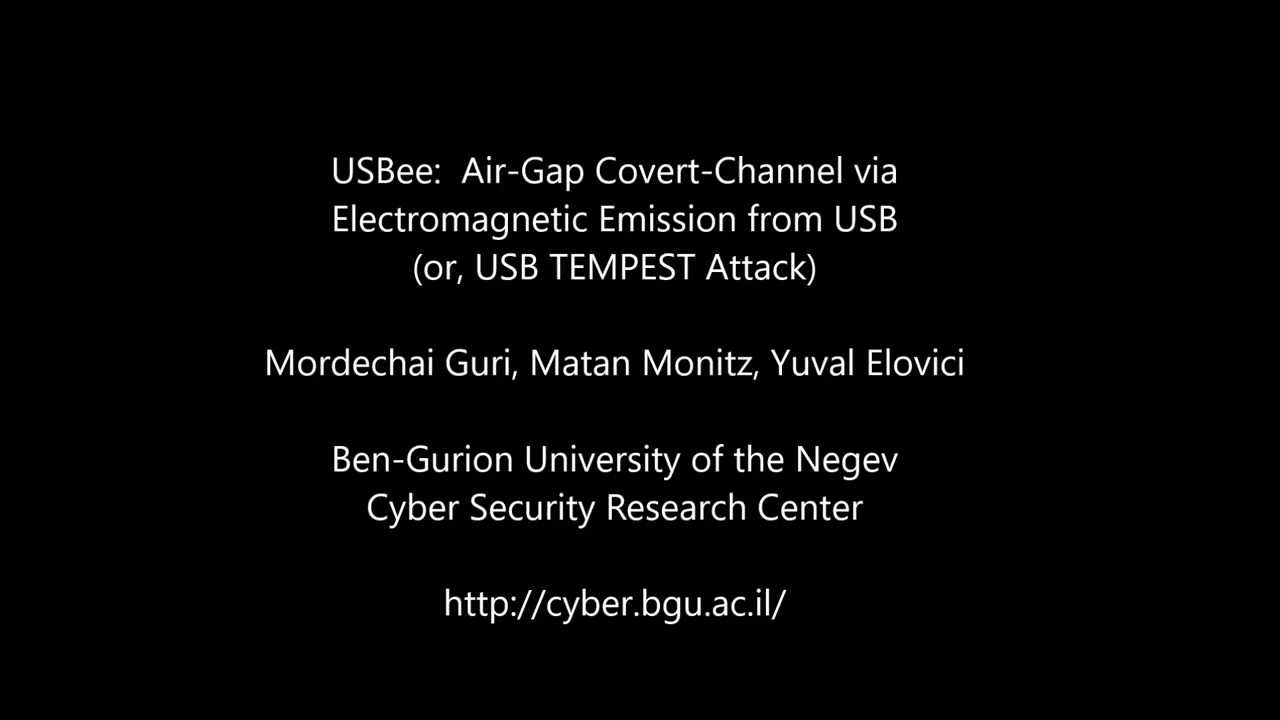 USBee:  Air-Gap Covert-Channel via
Electromagnetic Emission from USB
(or, USB TEMPEST Attack)
Mordechai Guri, Matan Monitz, Yuval Elovici
Ben-Gurion University of the Negev
Cyber Security Research Center
http://cyber.bgu.ac.il/